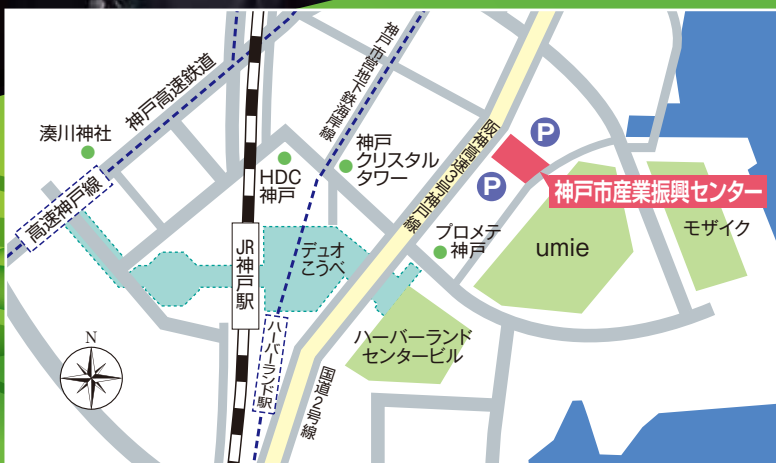 神戸高速鉄道
湊川神社
高速神戸線
HDC
神戸
神戸市営地下鉄海岸線
神戸
クリスタル
タワー
阪神高速3号神戸線
P
P
神戸市産業振興センター
モザイク
umie
プロメナ
神戸
デュオ
こうべ
JR神戸駅
ハーバーランド駅
ハーバーランド
センタービル
国道2号線
N